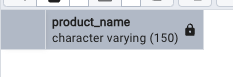 product_name
character varying (150)